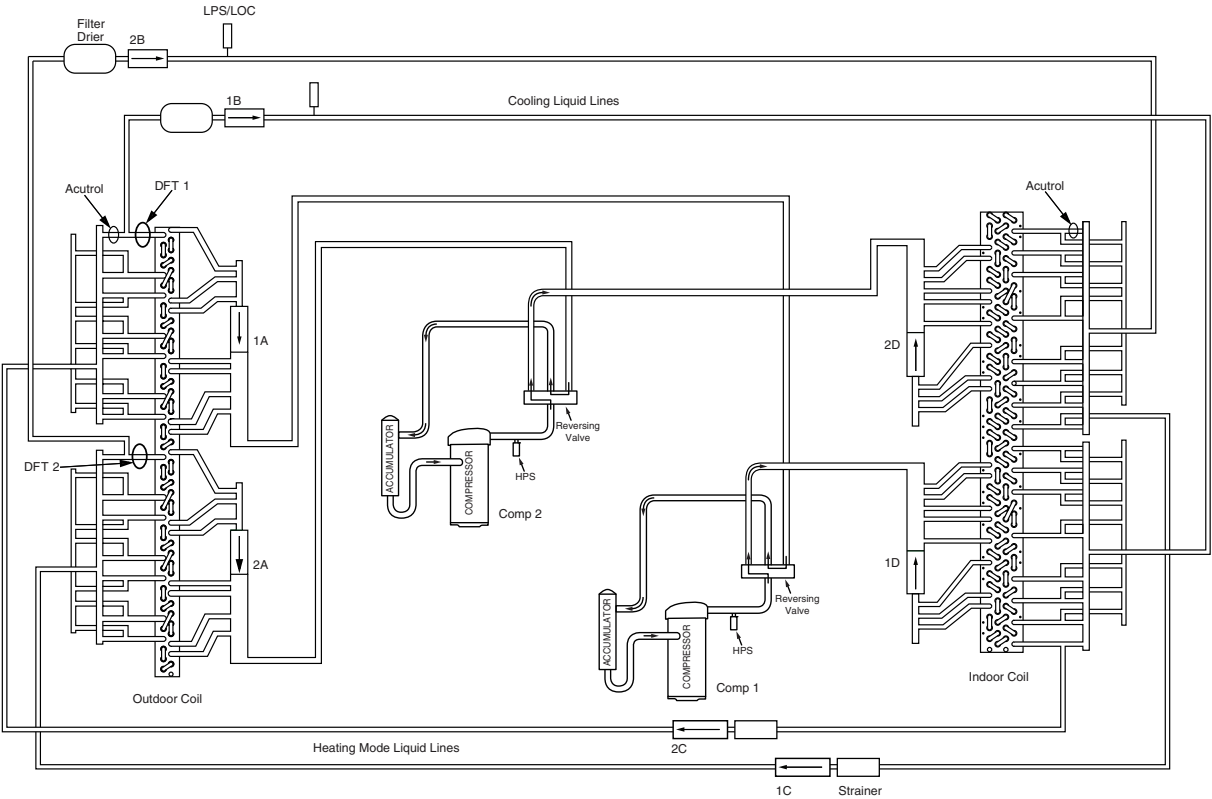 LPS/LOC
Filter
Drier
2B
1B
Cooling Liquid Lines
Acutrol
DFT 1
Acutrol
1A
2D
ACCUMULATOR
COMPRESSOR
Reversing
Valve
HPS
Comp 2
DFT 2
2A
1D
ACCUMULATOR
COMPRESSOR
Reversing
Valve
HPS
Comp 1
Outdoor Coil
Indoor Coil
Heating Mode Liquid Lines
2C
1C
Strainer